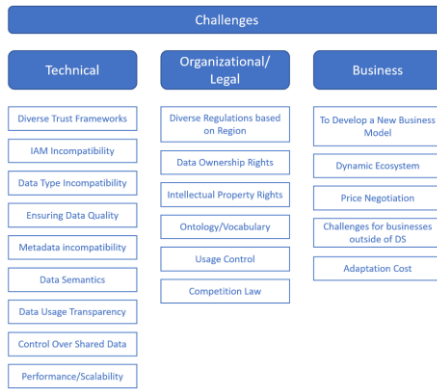 Challenges
Technical
Diverse Trust Frameworks
IAM Incompatibility
Data Type Incompatibility
Ensuring Data Quality
Metadata incompatibility
Data Semantics
Data Usage Transparency
Control Over Shared Data
Performance/Scalability
Organizational/
Legal
Diverse Regulations based
on Region
Data Ownership Rights
Intellectual Property Rights
Ontology/Vocabulary
Usage Control
Competition Law
Business
To Develop a New Business
Model
Dynamic Ecosystem
Price Negotiation
Challenges for businesses
outside of DS
Adaptation Cost